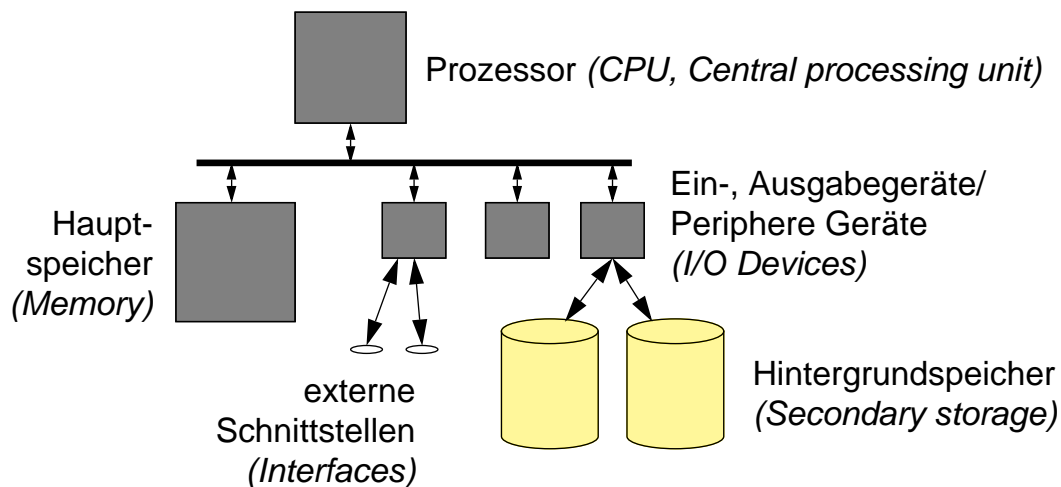 Prozessor (CPU, Central processing unit)
Haupt-
speicher
(Memory)
Ein-, Ausgabegeräte/
Periphere Geräte
(I/O Devices)
externe
Schnittstellen
(Interfaces)
Hintergrundspeicher
(Secondary storage)